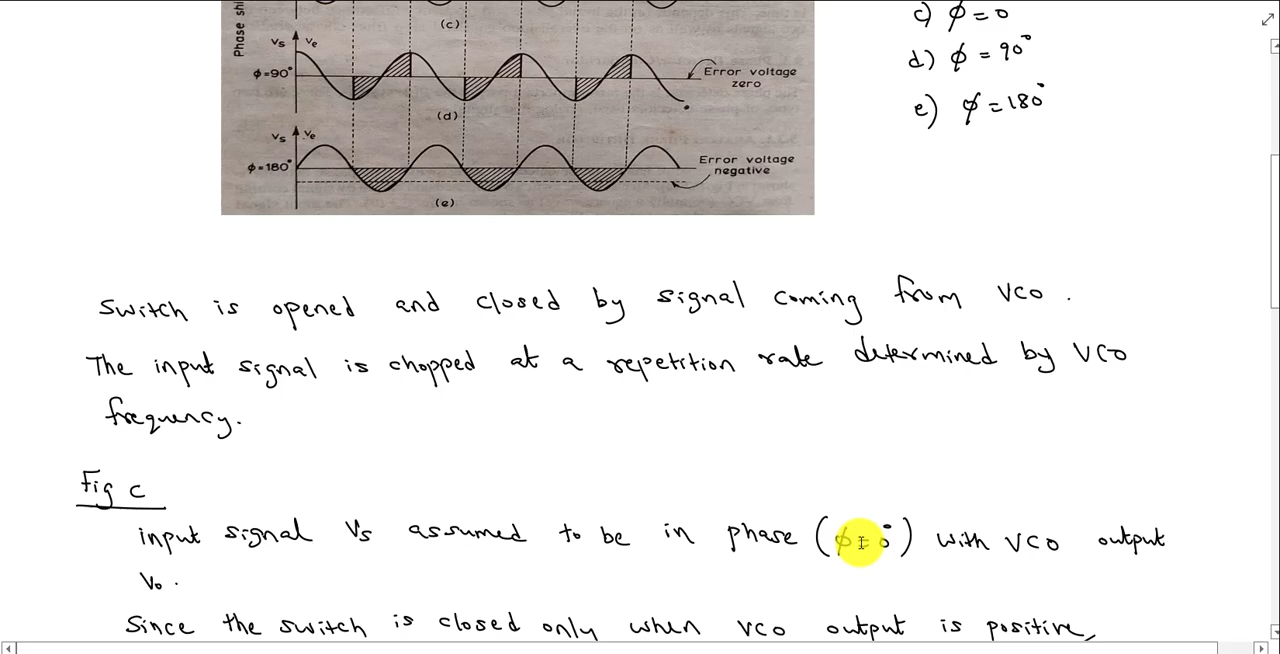 Phase shi
(c)
c) φ = 0
Vs Ve
φ=90°
Error voltage
zero
(d)
d) φ = 90°
e) φ = 180°
Vs Ve
φ=180°
Error voltage
negative
(e)
Switch is opened and closed by signal coming from VCO .
The input signal is chopped at a repetition rate determined by VCO
frequency.
Fig c
input signal Vs assumed to be in phase (φ=0°) with VCO output
Vo .
Since the switch is closed only when VCO output is positive,